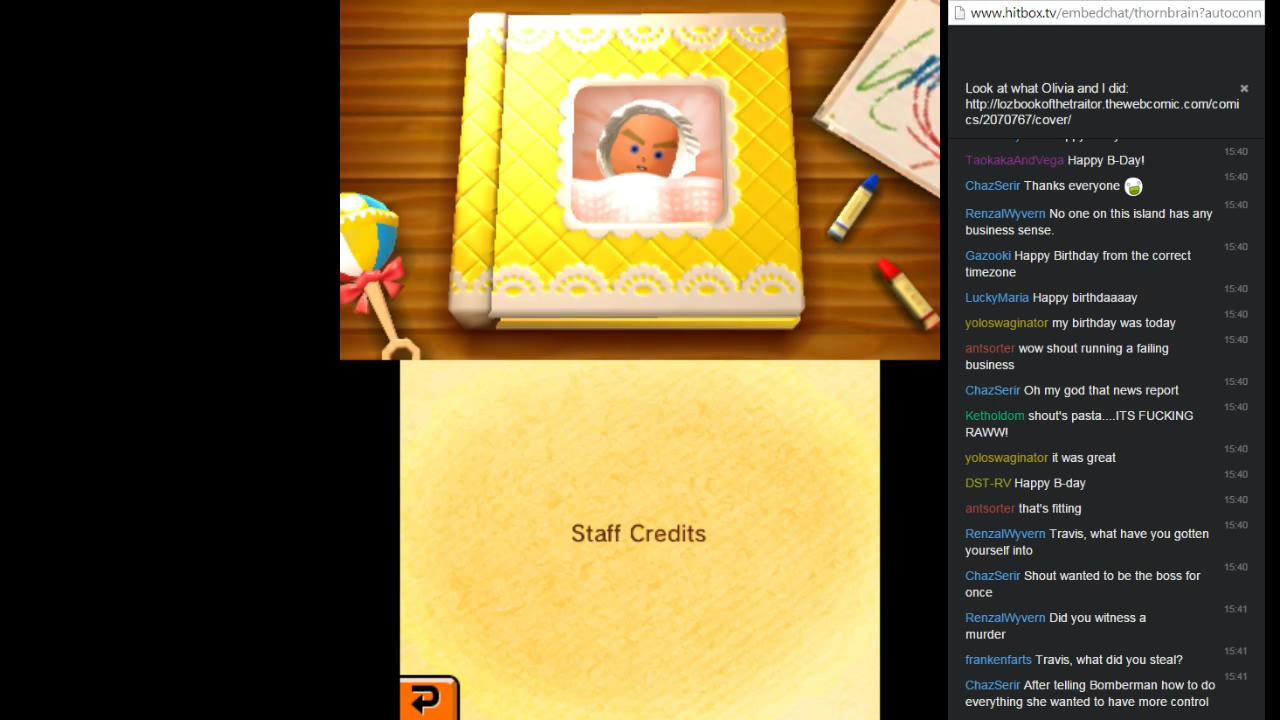 www.hitbox.tv/embedchat/thornbrain?autoconn
Look at what Olivia and I did:
http://lozbookofthetraitor.thewebcomic.com/comi
cs/2070767/cover/
15:40
TaokakaAndVega Happy B-Day!
15:40
ChazSerir Thanks everyone
15:40
RenzalWyvern No one on this island has any
business sense.
15:40
Gazooki Happy Birthday from the correct
timezone
15:40
LuckyMaria Happy birthdaaaay
15:40
yoloswaginator my birthday was today
15:40
antsorter wow shout running a failing
business
15:40
ChazSerir Oh my god that news report
15:40
Ketholdom shout's pasta....ITS FUCKING
RAWW!
15:40
yoloswaginator it was great
15:40
DST-RV Happy B-day
15:40
antsorter that's fitting
15:40
RenzalWyvern Travis, what have you gotten
yourself into
15:40
ChazSerir Shout wanted to be the boss for
once
15:41
RenzalWyvern Did you witness a
murder
15:41
frankenfarts Travis, what did you steal?
15:41
ChazSerir After telling Bomberman how to do
everything she wanted to have more control
Staff Credits